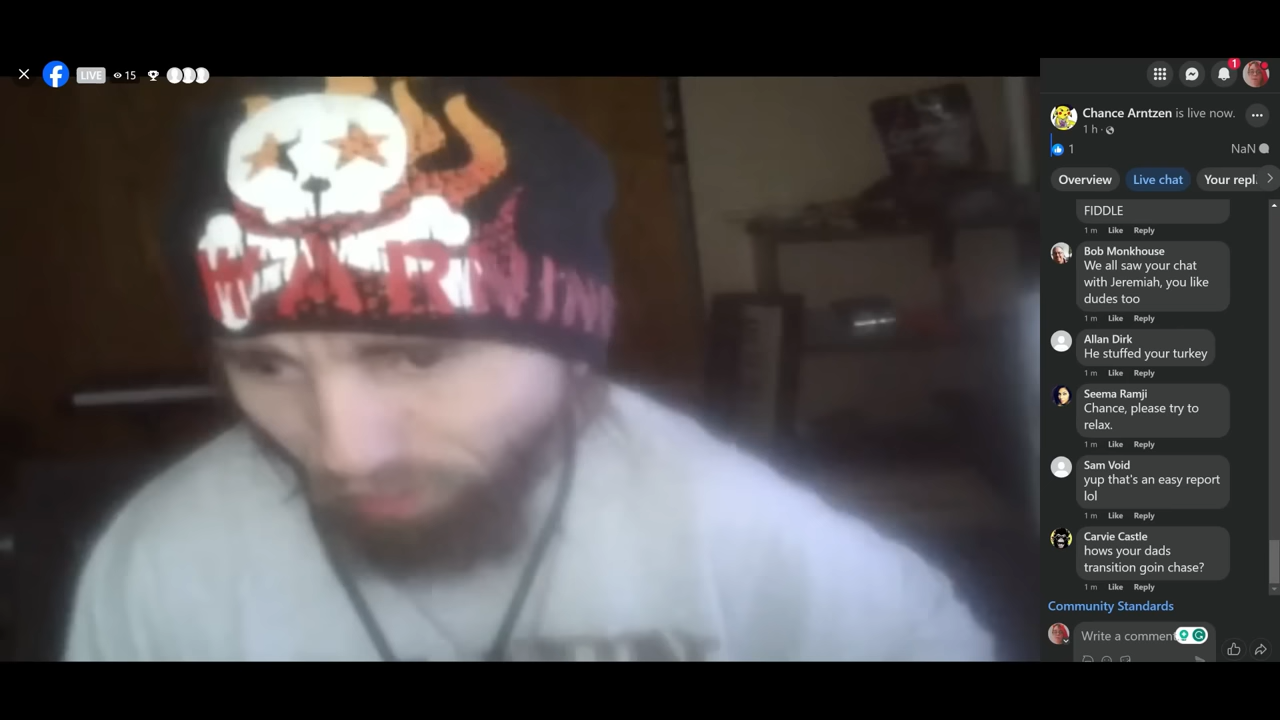 LIVE
15
WARNING
1
Chance Arntzen is live now.
1 h ·
1
NaN
Overview
Live chat
Your repl.
FIDDLE
1 m Like Reply
Bob Monkhouse
We all saw your chat
with Jeremiah, you like
dudes too
1 m Like Reply
Allan Dirk
He stuffed your turkey
1 m Like Reply
Seema Ramji
Chance, please try to
relax.
1 m Like Reply
Sam Void
yup that's an easy report
lol
1 m Like Reply
Carvie Castle
hows your dads
transition goin chase?
1 m Like Reply
Community Standards
Write a comment